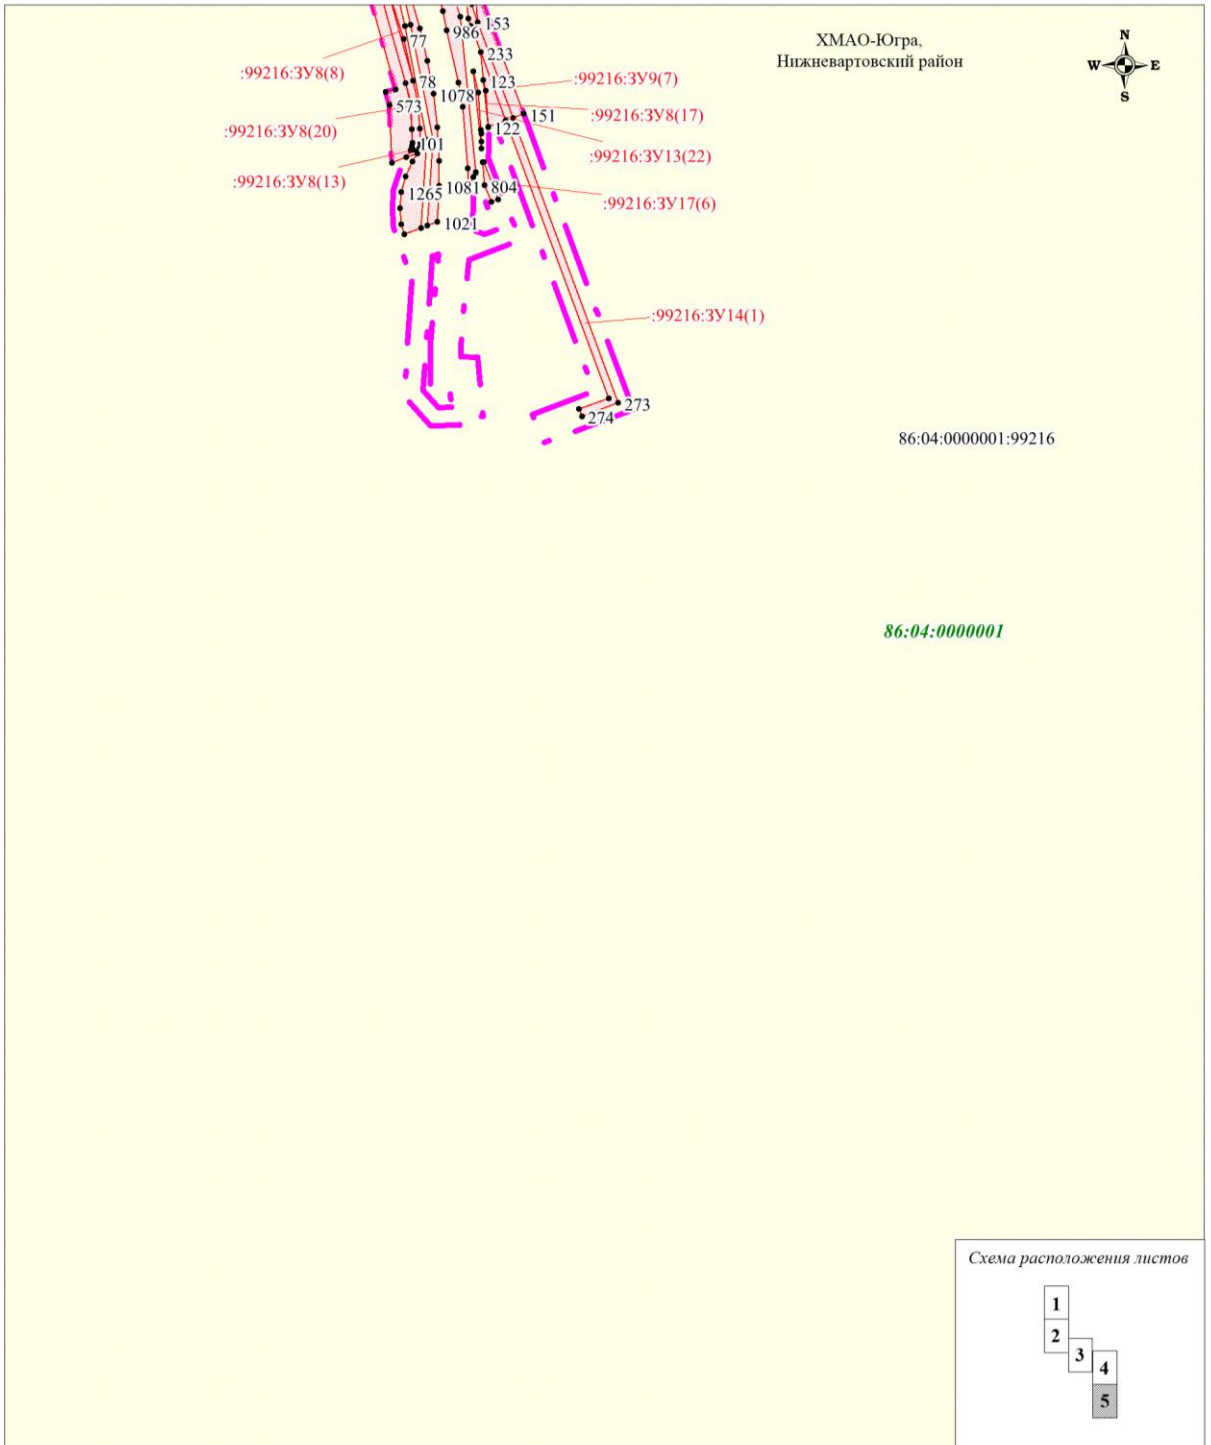 ХМАО-Югра,
Нижневартовский район
N
W
E
S
153
986
77
233
:99216:ЗУ8(8)
78
123
:99216:ЗУ9(7)
1078
573
151
:99216:ЗУ8(17)
122
:99216:ЗУ8(20)
101
:99216:ЗУ13(22)
:99216:ЗУ8(13)
1265
1081
804
:99216:ЗУ17(6)
1021
:99216:ЗУ14(1)
273
274
86:04:0000001:99216
86:04:0000001
Схема расположения листов
1
2
3
4
5